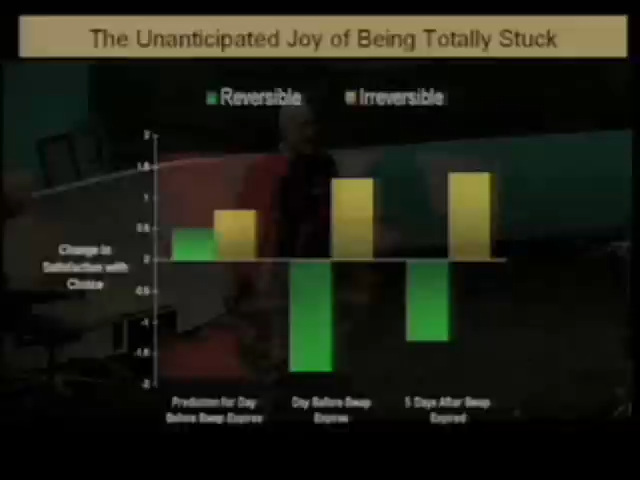 The Unanticipated Joy of Being Totally Stuck
Reversible
Irreversible
2
1.5
1
0.5
0
-0.5
-1
-1.5
-2
Change in
Satisfaction with
Choice
Prediction for Day
Before Swap Expires
Day Before Swap
Expires
5 Days After Swap
Expired